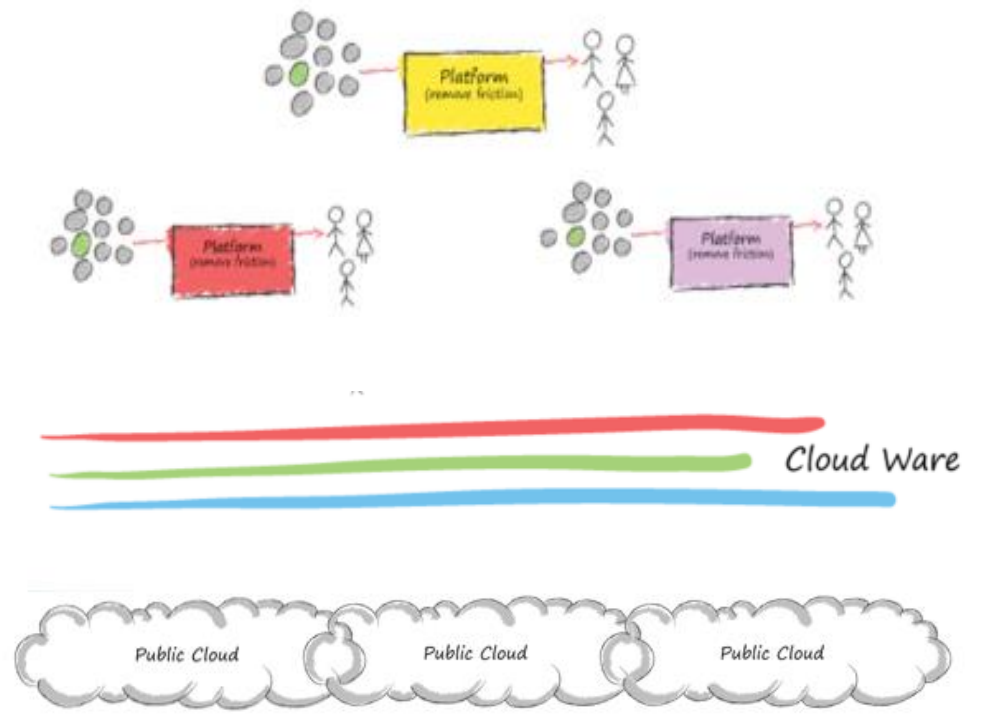 Platform
(remove friction)
Platform
(remove friction)
Platform
(remove friction)
Cloud Ware
Public Cloud
Public Cloud
Public Cloud